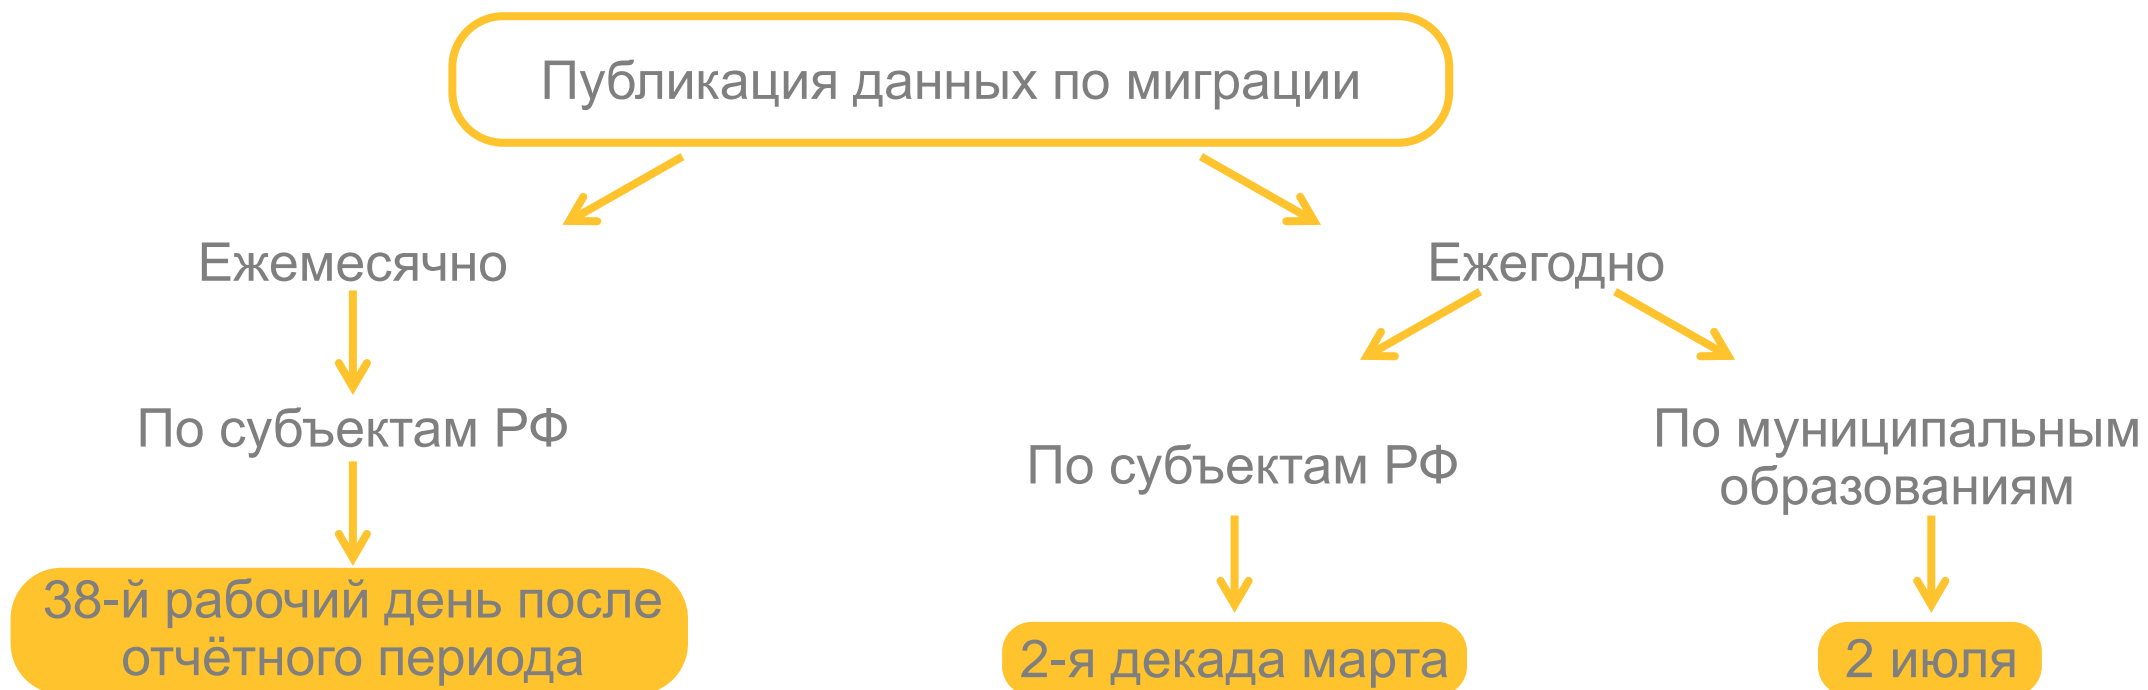 Публикация данных по миграции
Ежемесячно
Ежегодно
По субъектам РФ
По субъектам РФ
По муниципальным
образованиям
38-й рабочий день после
отчётного периода
2-я декада марта
2 июля